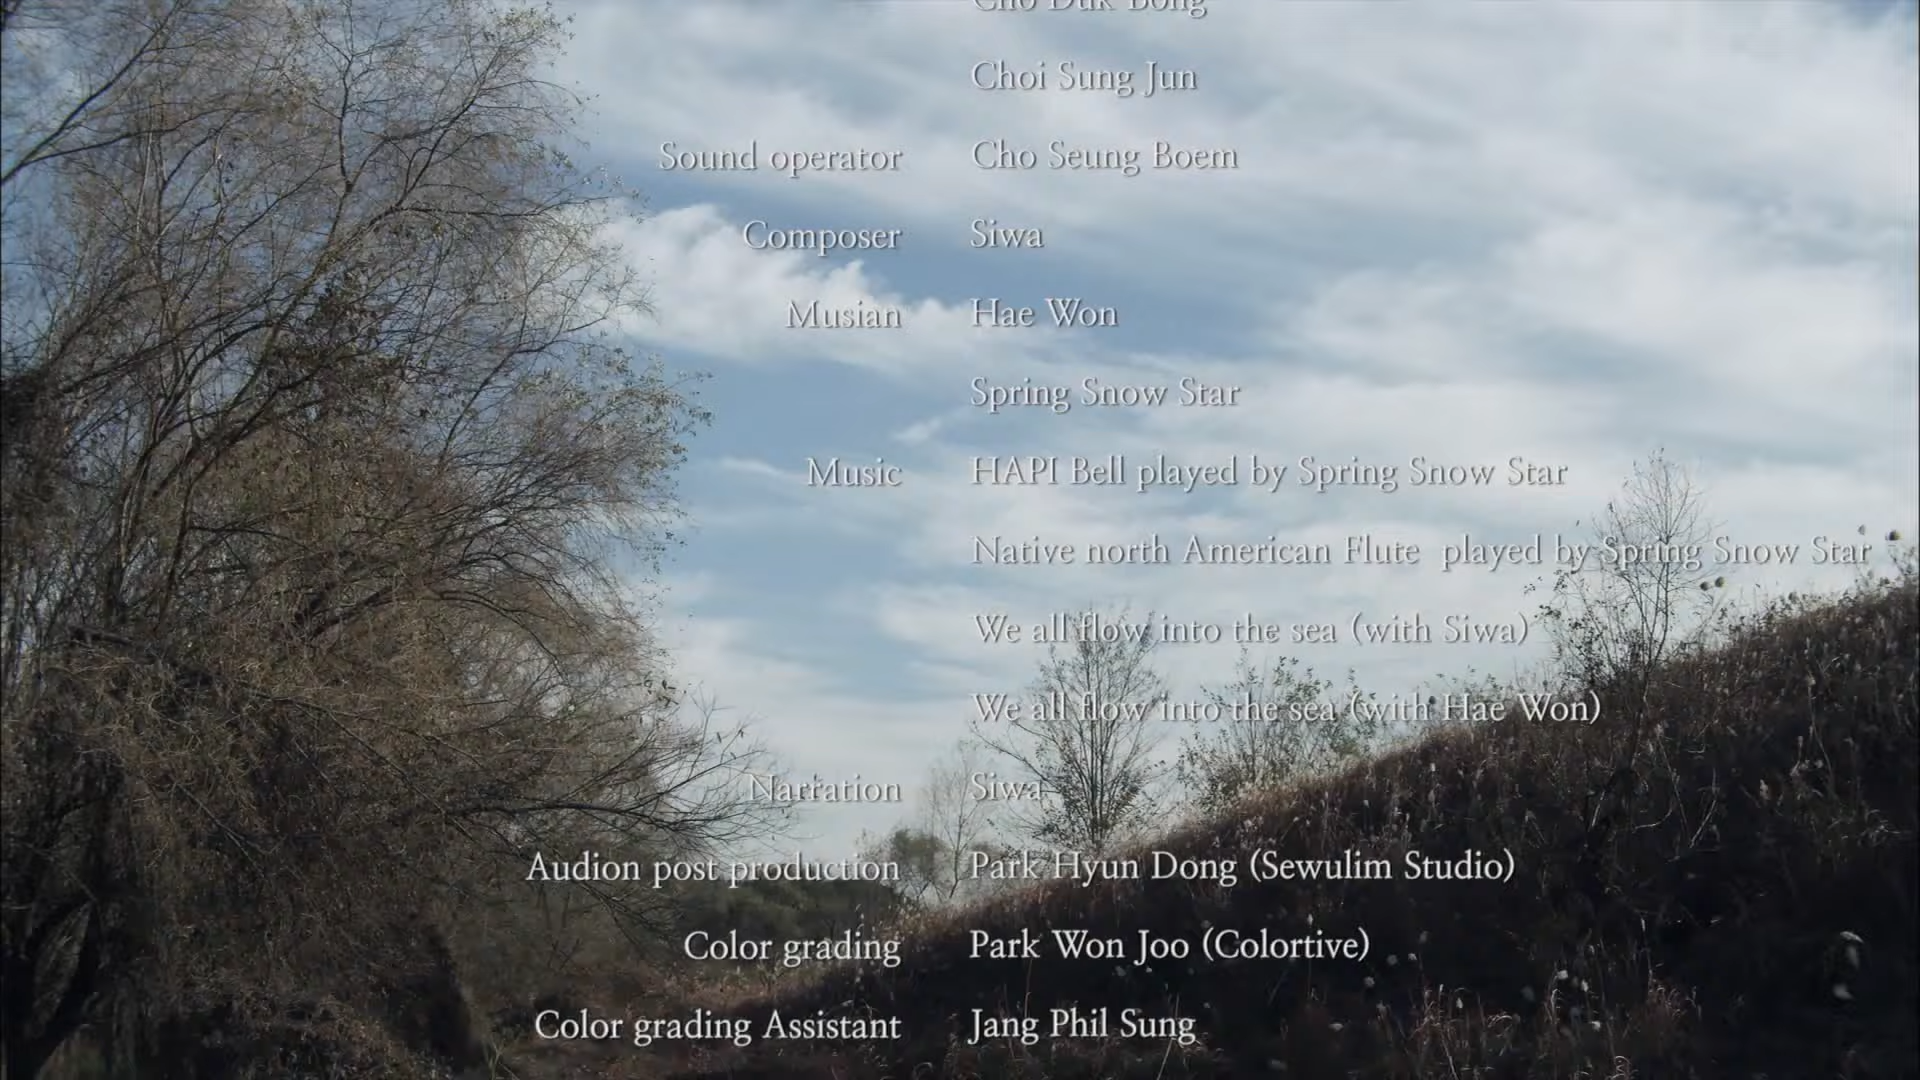 Cho Duk Bong
Choi Sung Jun
Sound operator Cho Seung Boem
Composer Siwa
Musian Hae Won
Spring Snow Star
Music HAPI Bell played by Spring Snow Star
Native north American Flute played by Spring Snow Star
We all flow into the sea (with Siwa)
We all flow into the sea (with Hae Won)
Narration Siwa
Audion post production Park Hyun Dong (Sewulim Studio)
Color grading Park Won Joo (Colortive)
Color grading Assistant Jang Phil Sung